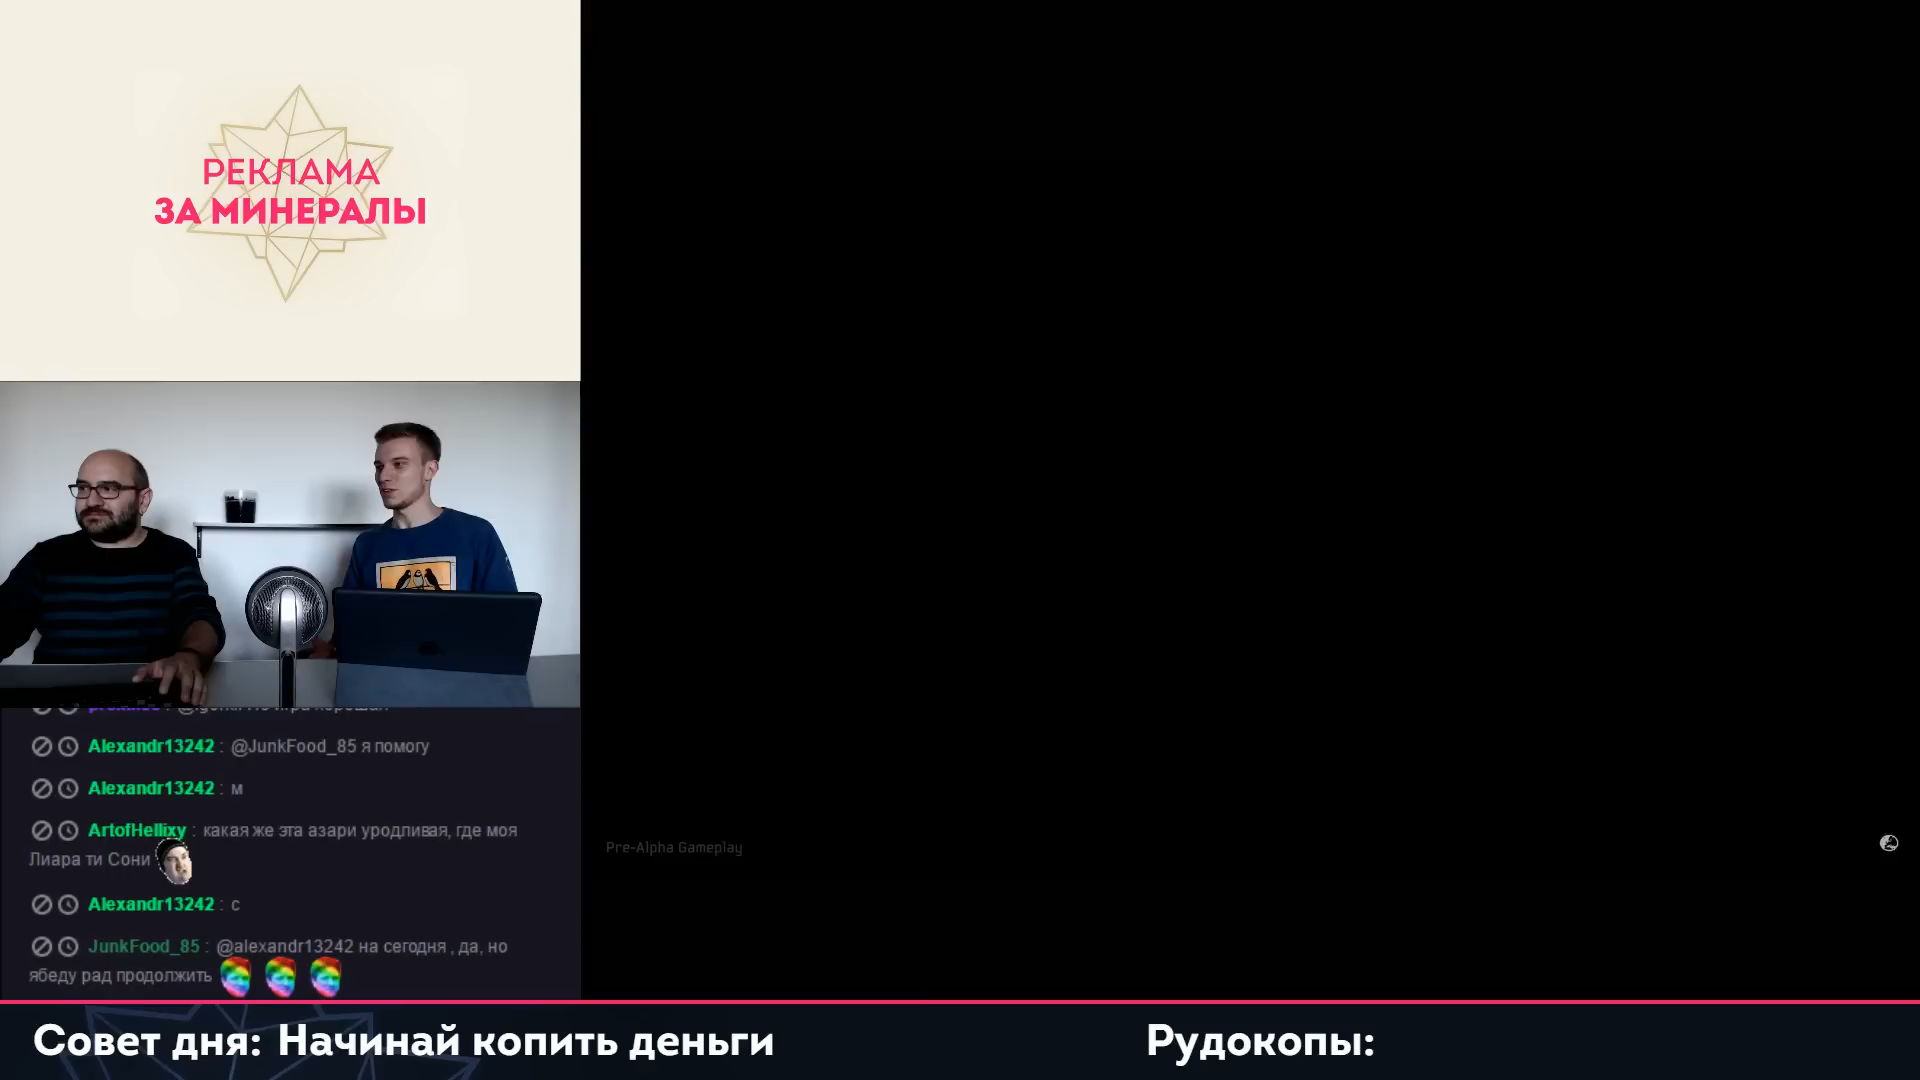 РЕКЛАМА
ЗА МИНЕРАЛЫ
Alexandr13242 : @JunkFood_85 я помогу
Alexandr13242 : м
ArtofHellixy : какая же эта азари уродливая, где моя
Лиара ти Сони
Alexandr13242 : с
JunkFood_85 : @alexandr13242 на сегодня , да, но
ябеду рад продолжить
Pre-Alpha Gameplay
Совет дня: Начинай копить деньги
Рудокопы: